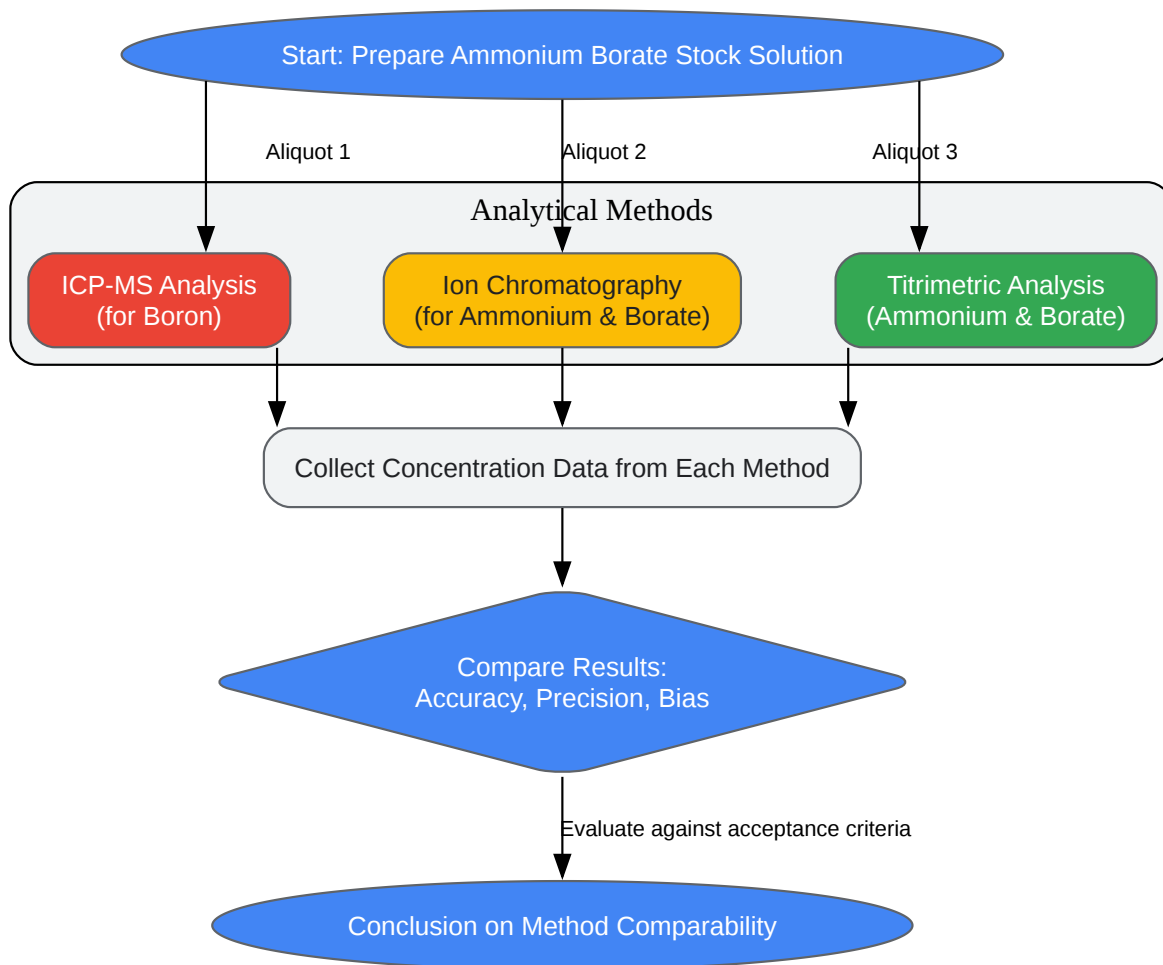 Start: Prepare Ammonium Borate Stock Solution
Aliquot 1
Aliquot 2
Aliquot 3
Analytical Methods
ICP-MS Analysis
(for Boron)
Ion Chromatography
(for Ammonium & Borate)
Titrimetric Analysis
(Ammonium & Borate)
Collect Concentration Data from Each Method
Compare Results:
Accuracy, Precision, Bias
Evaluate against acceptance criteria
Conclusion on Method Comparability